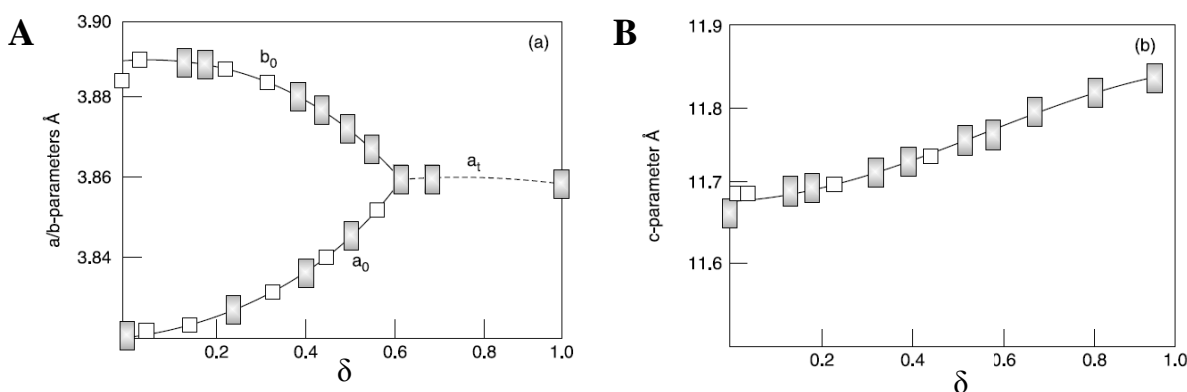 A
3.90
3.88
3.86
3.84
a/b-parameters Å
(a)
b₀
aₜ
a₀
0.2
0.4
0.6
0.8
1.0
δ
B
11.9
11.8
11.7
11.6
c-parameter Å
(b)
0.2
0.4
0.6
0.8
1.0
δ